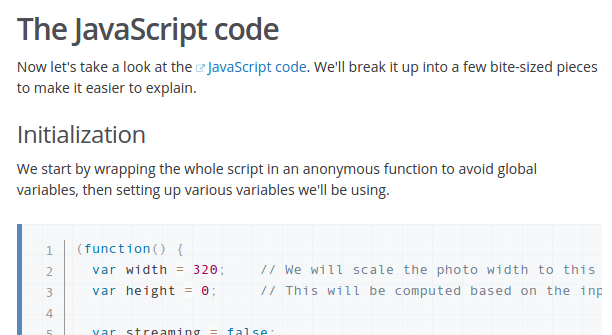 The JavaScript code
Now let's take a look at the JavaScript code. We'll break it up into a few bite-sized pieces
to make it easier to explain.
Initialization
We start by wrapping the whole script in an anonymous function to avoid global
variables, then setting up various variables we'll be using.
1 (function() {
2 var width = 320; // We will scale the photo width to this
3 var height = 0; // This will be computed based on the inp
4
5 var streaming = false;